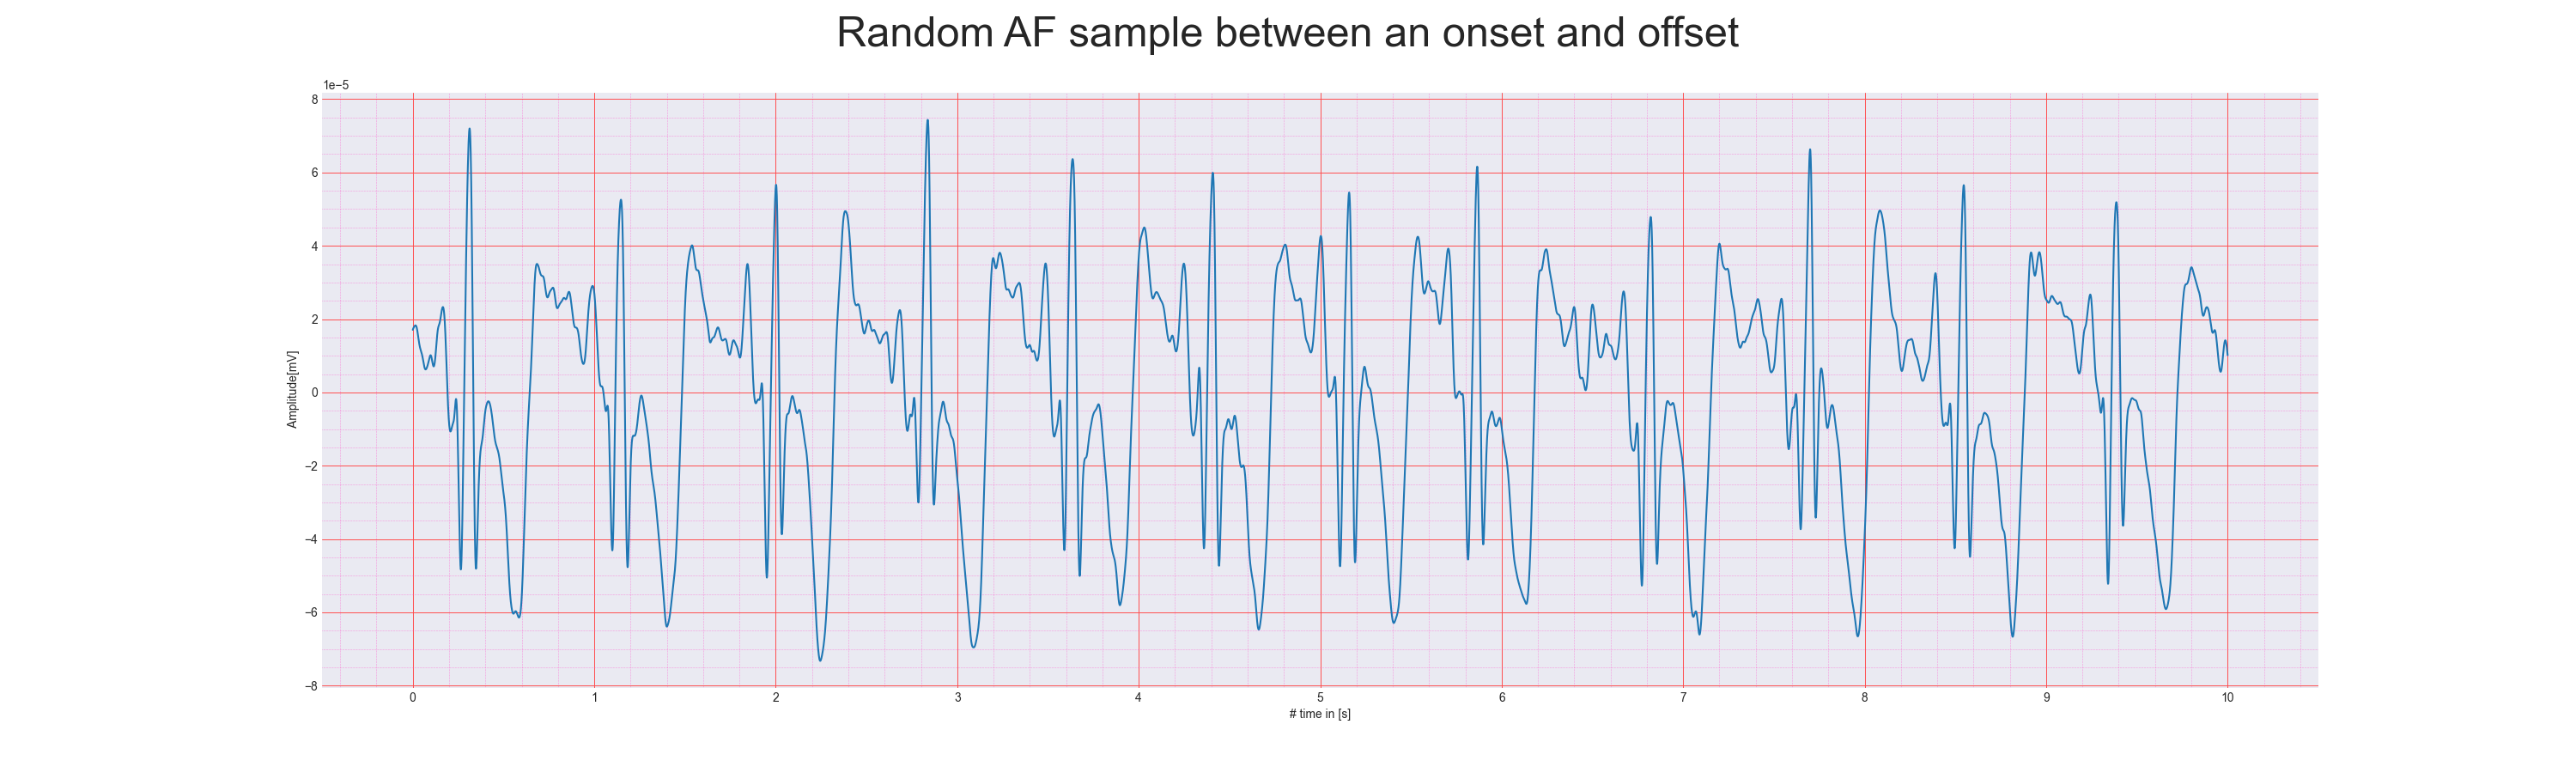 Random AF sample between an onset and offset
1e−5
8
6
4
2
0
−2
−4
−6
−8
Amplitude[mV]
0 1 2 3 4 5 6 7 8 9 10
# time in [s]